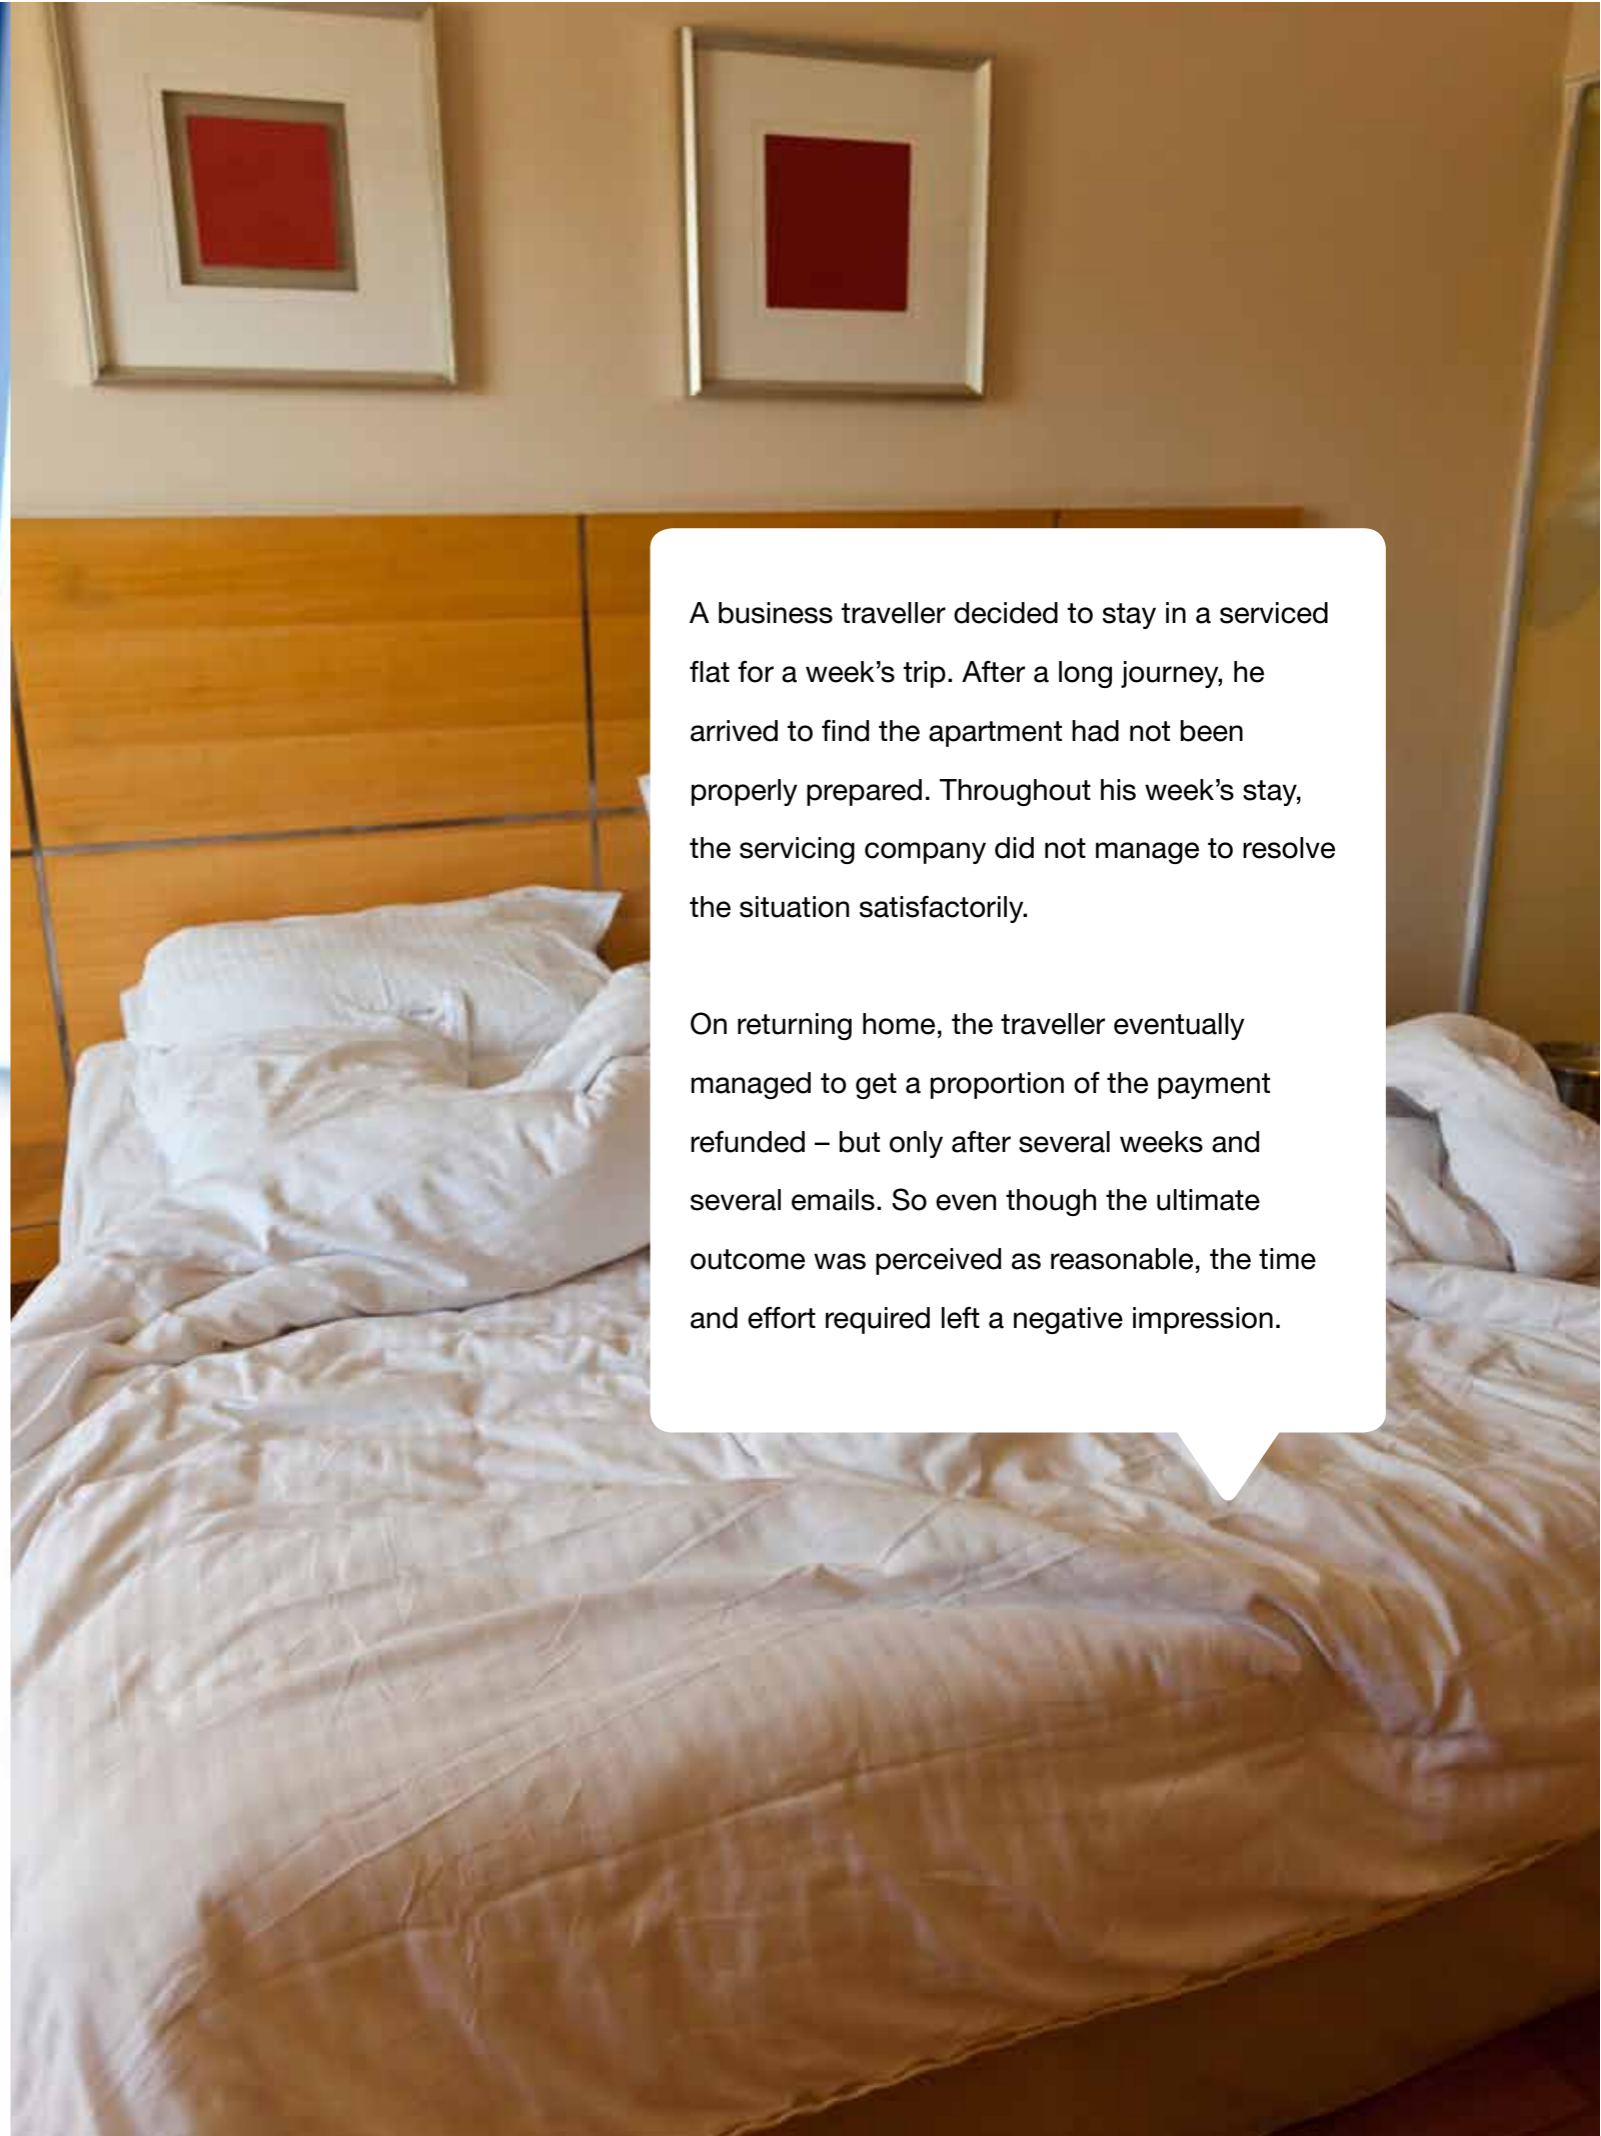 A business traveller decided to stay in a serviced
flat for a week’s trip. After a long journey, he
arrived to find the apartment had not been
properly prepared. Throughout his week’s stay,
the servicing company did not manage to resolve
the situation satisfactorily.
On returning home, the traveller eventually
managed to get a proportion of the payment
refunded – but only after several weeks and
several emails. So even though the ultimate
outcome was perceived as reasonable, the time
and effort required left a negative impression.